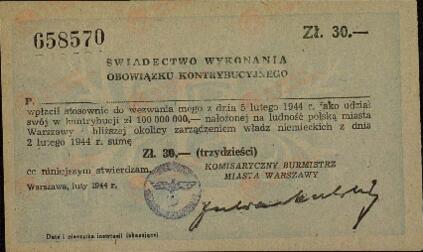 658570
Zł. 30.—
ŚWIADECTWO WYKONANIA
OBOWIĄZKU KONTRYBUCYJNEGO
P.
wpłacił stosownie do wezwania mego z dnia 5 lutego 1944 r. jako udział
swój w kontrybucji zł 100 000 000,— nałożonej na ludność polską miasta
Warszawy i bliższej okolicy zarządzeniem władz niemieckich z dnia
2 lutego 1944 r. sumę
Zł. 30,— (trzydzieści)
co niniejszym stwierdzam,
KOMISARYCZNY BURMISTRZ
MIASTA WARSZAWY
Warszawa, luty 1944 r.
Data i pieczątka instytucji (okazujące)